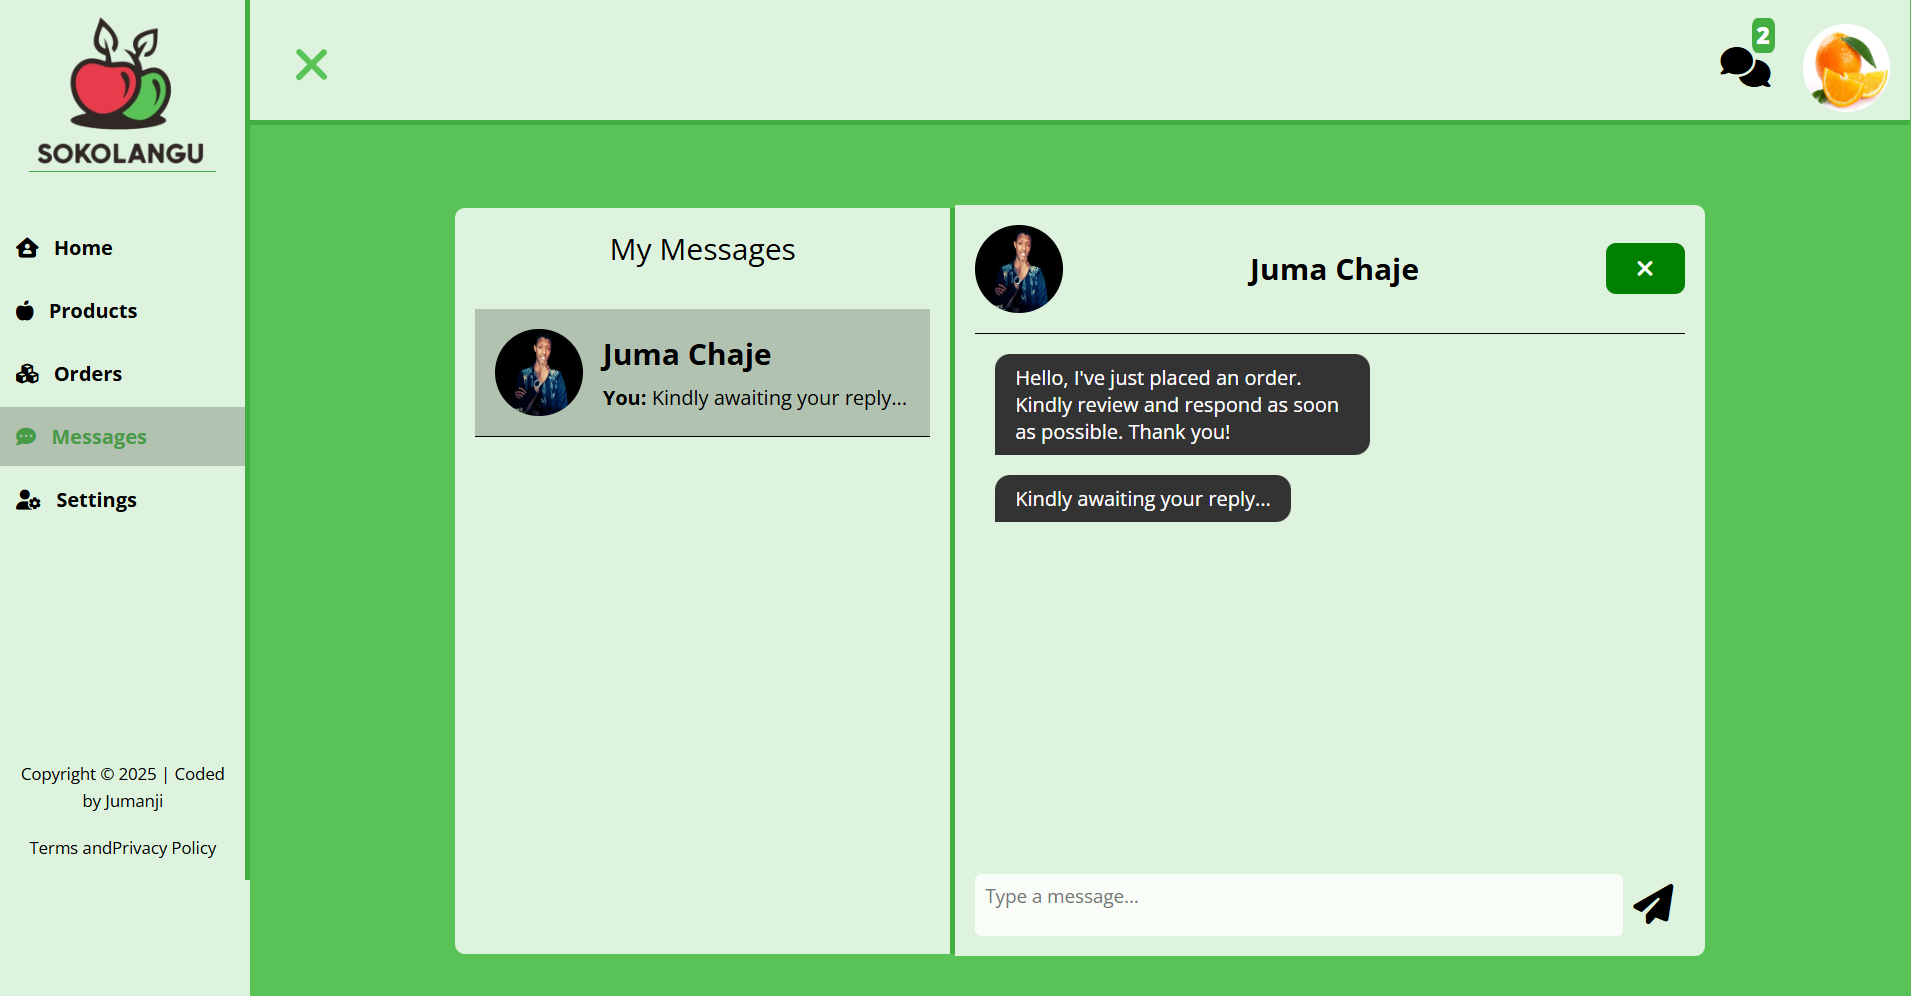 SOKOLANGU
Home
Products
Orders
Messages
Settings
Copyright © 2025 | Coded
by Jumanji
Terms andPrivacy Policy
2
My Messages
Juma Chaje
You: Kindly awaiting your reply...
Juma Chaje
Hello, I've just placed an order.
Kindly review and respond as soon
as possible. Thank you!
Kindly awaiting your reply...
Type a message...